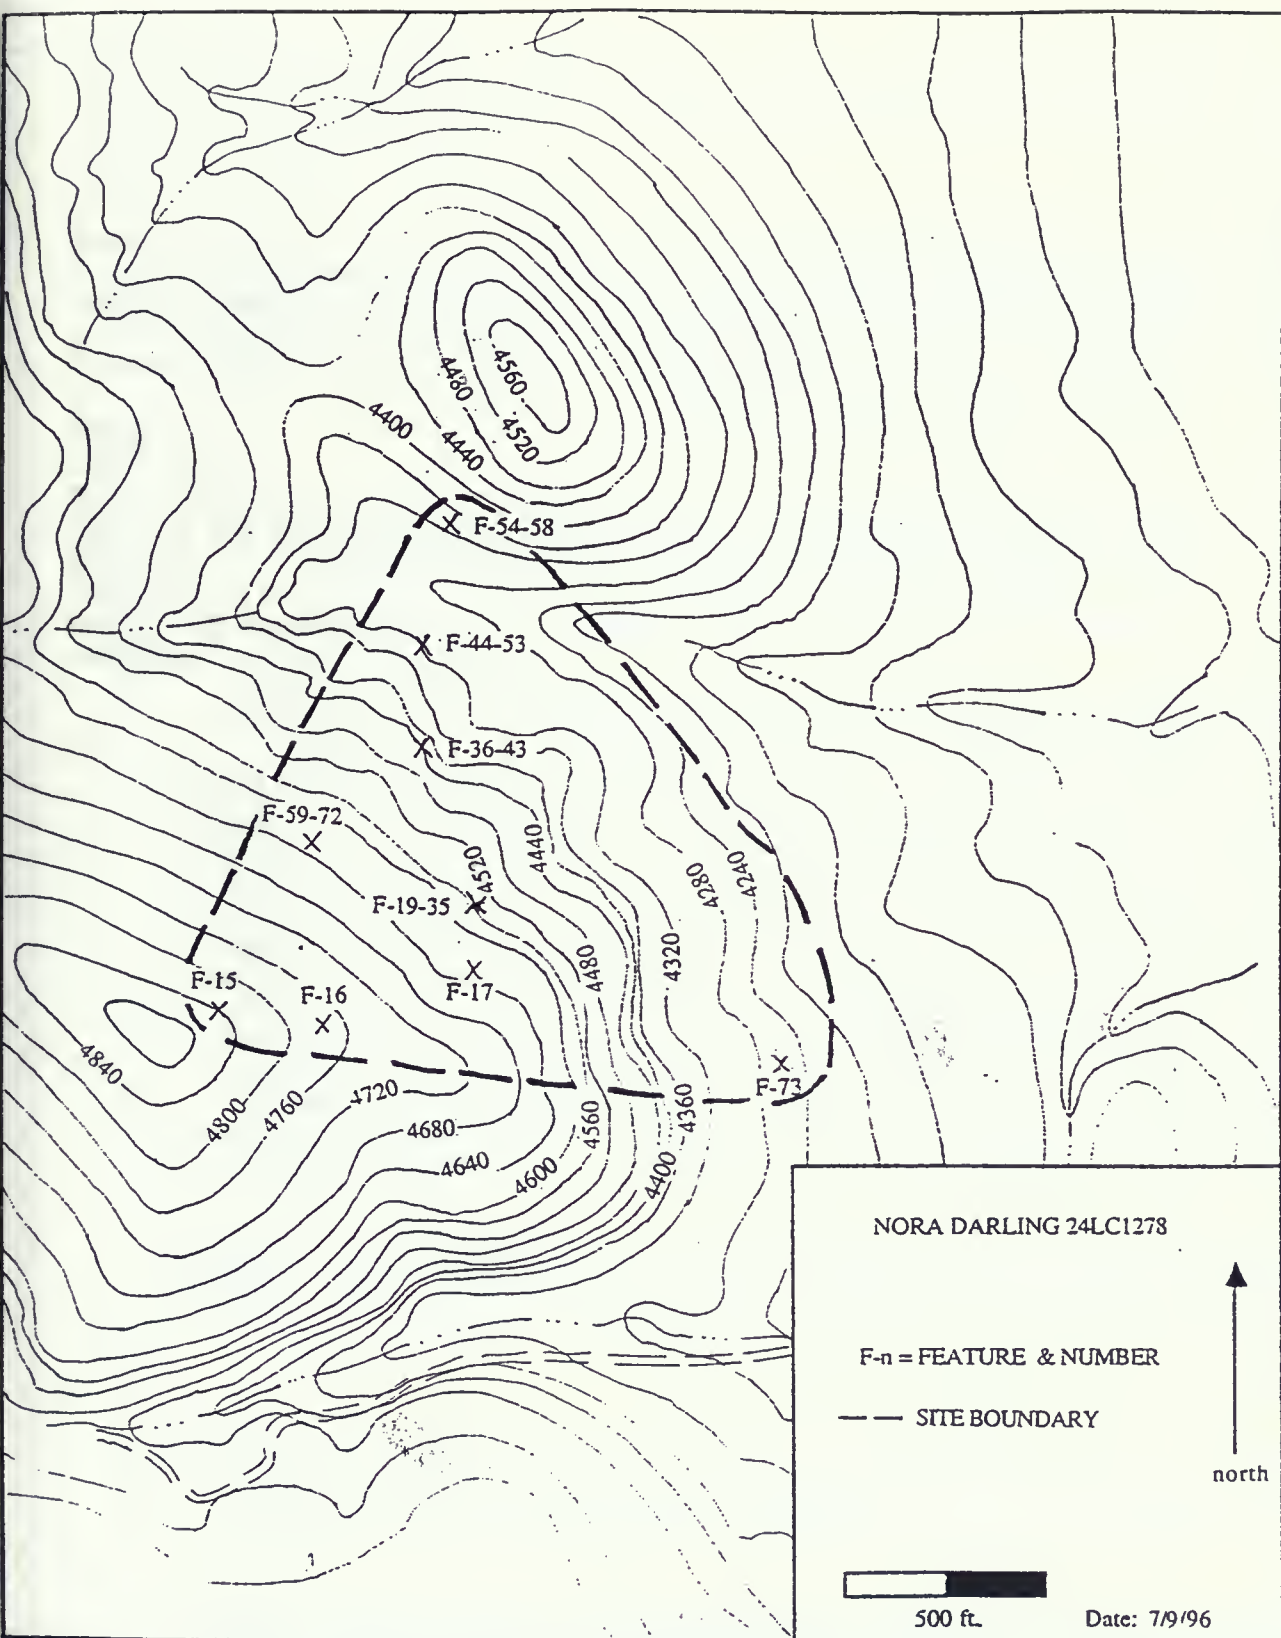 4560
4480
4520
4400
4440
F-54-58
F-44-53
F-36-43
F-59-72
4440
4520
4280
4240
F-19-35
4320
4480
F-15
F-16
F-17
4840
4800
4760
4720
4680
4640
4600
4560
4360
4400
F-73
NORA DARLING 24LC1278
F-n = FEATURE & NUMBER
SITE BOUNDARY
north
500 ft.
Date: 7/9/96